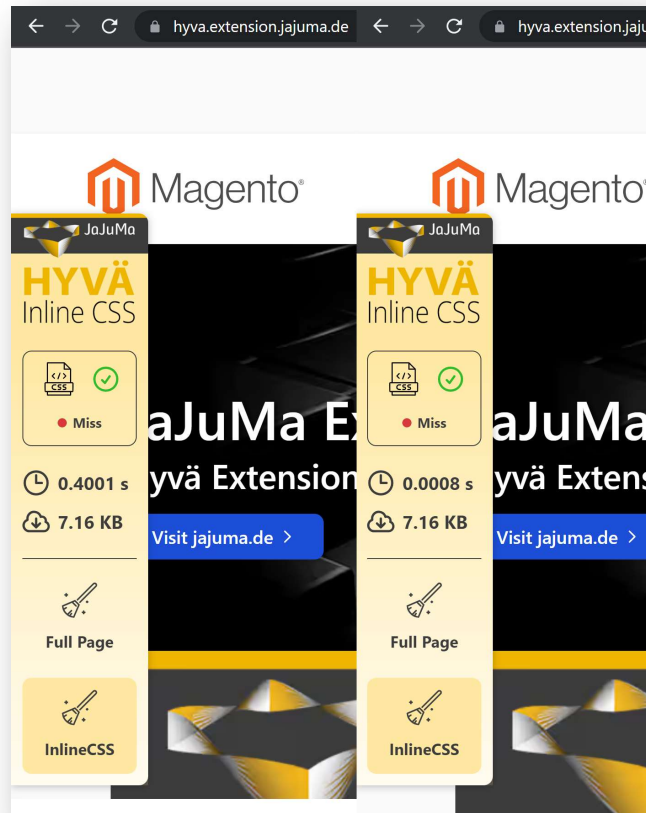 hyva.extension.jajuma.de
Magento®
JaJuMa
HYVÄ
Inline CSS
CSS
Miss
0.4001 s
7.16 KB
Full Page
InlineCSS
aJuMa E
yvä Extension
Visit jajuma.de >
hyva.extension.jaju
Magento®
JaJuMa
HYVÄ
Inline CSS
CSS
Miss
0.0008 s
7.16 KB
Full Page
InlineCSS
aJuMa
yvä Extens
Visit jajuma.de >